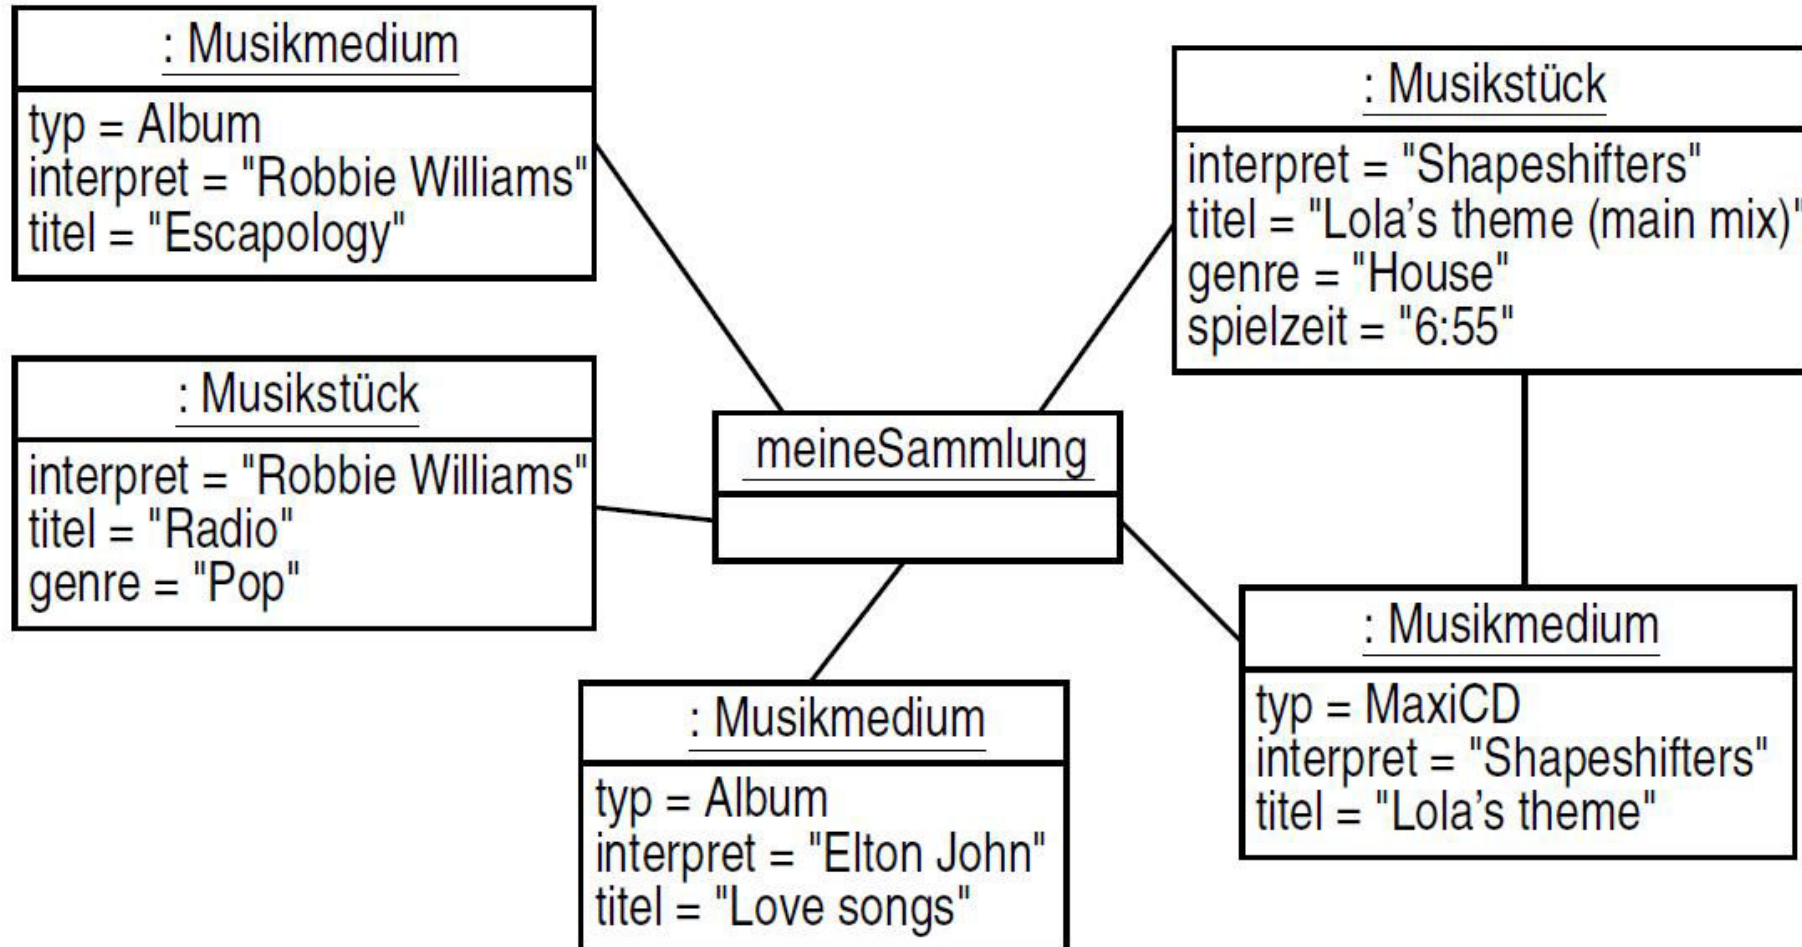 : Musikmedium
typ = Album
interpret = "Robbie Williams"
titel = "Escapology"
: Musikstück
interpret = "Shapeshifters"
titel = "Lola’s theme (main mix)"
genre = "House"
spielzeit = "6:55"
: Musikstück
interpret = "Robbie Williams"
titel = "Radio"
genre = "Pop"
meineSammlung
: Musikmedium
typ = MaxiCD
interpret = "Shapeshifters"
titel = "Lola’s theme"
: Musikmedium
typ = Album
interpret = "Elton John"
titel = "Love songs"